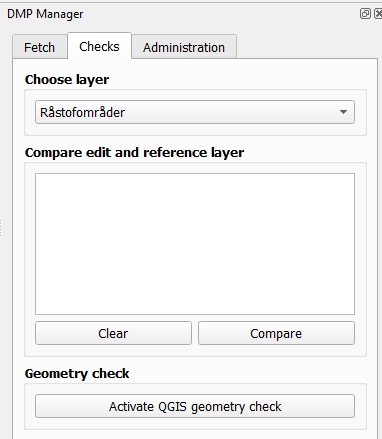 DMP Manager
Fetch Checks Administration
Choose layer
Råstofområder
Compare edit and reference layer
Clear Compare
Geometry check
Activate QGIS geometry check